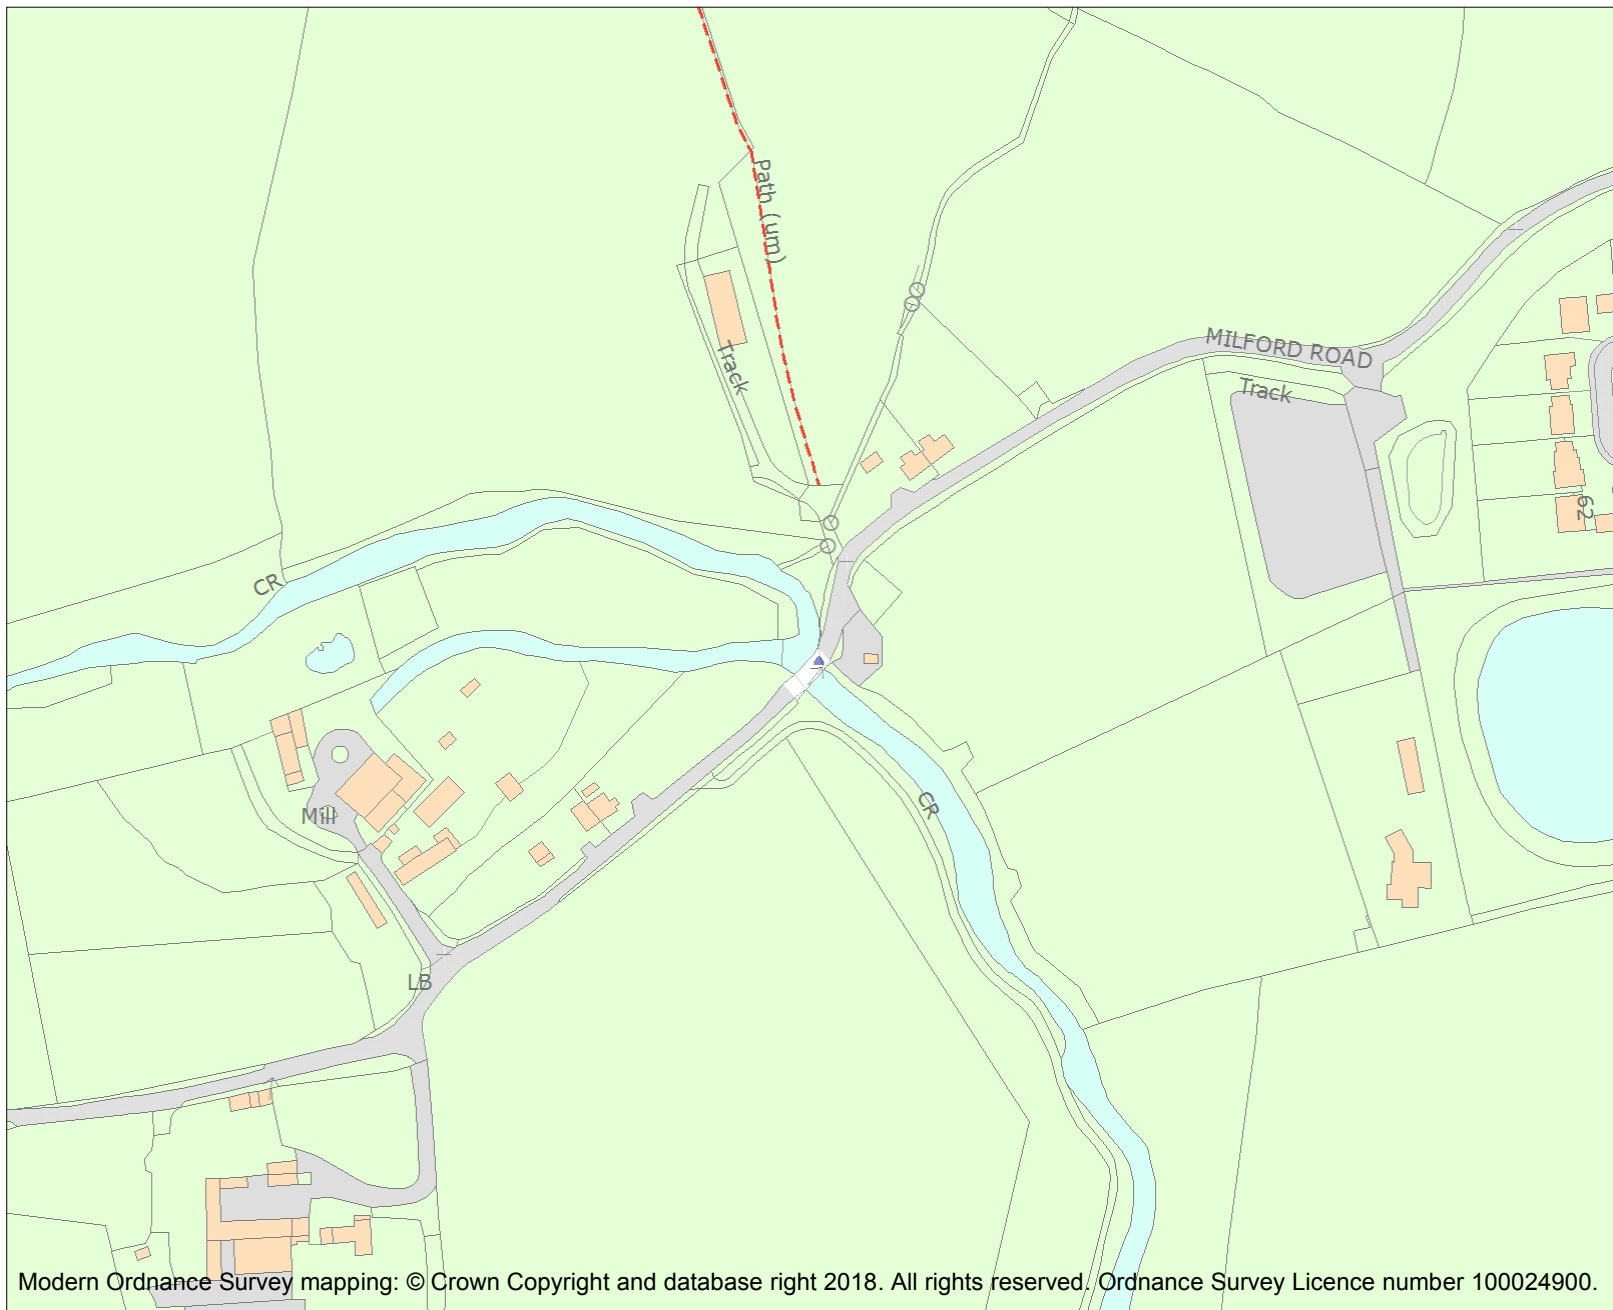 Path (um)
Track
MILFORD ROAD
Track
62
CR
CR
Mill
LB
Modern Ordnance Survey mapping: © Crown Copyright and database right 2018. All rights reserved. Ordnance Survey Licence number 100024900.